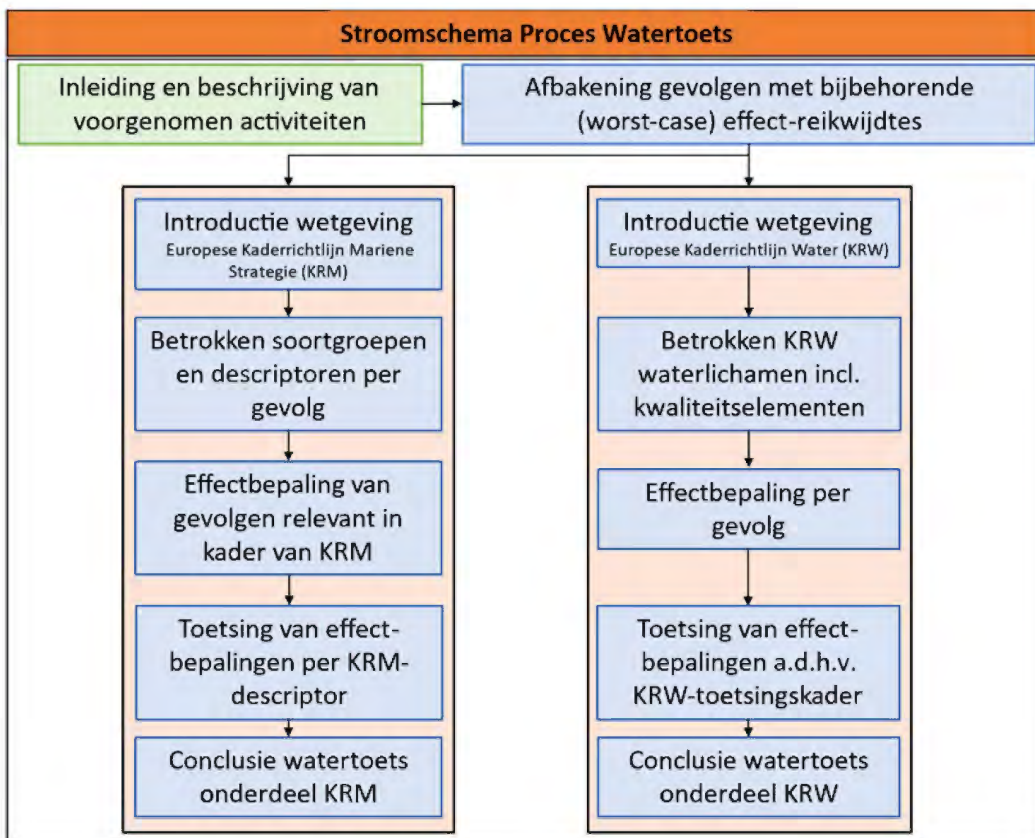 Stroomschema Proces Watertoets
Inleiding en beschrijving van
voorgenomen activiteiten
Afbakening gevolgen met bijbehorende
(worst-case) effect-reikwijdtes
Introductie wetgeving
Europese Kaderrichtlijn Mariene
Strategie (KRM)
Betrokken soortgroepen
en descriptoren per
gevolg
Effectbepaling van
gevolgen relevant in
kader van KRM
Toetsing van effect-
bepalingen per KRM-
descriptor
Conclusie watertoets
onderdeel KRM
Introductie wetgeving
Europese Kaderrichtlijn Water (KRW)
Betrokken KRW
waterlichamen incl.
kwaliteitselementen
Effectbepaling per
gevolg
Toetsing van effect-
bepalingen a.d.h.v.
KRW-toetsingskader
Conclusie watertoets
onderdeel KRW